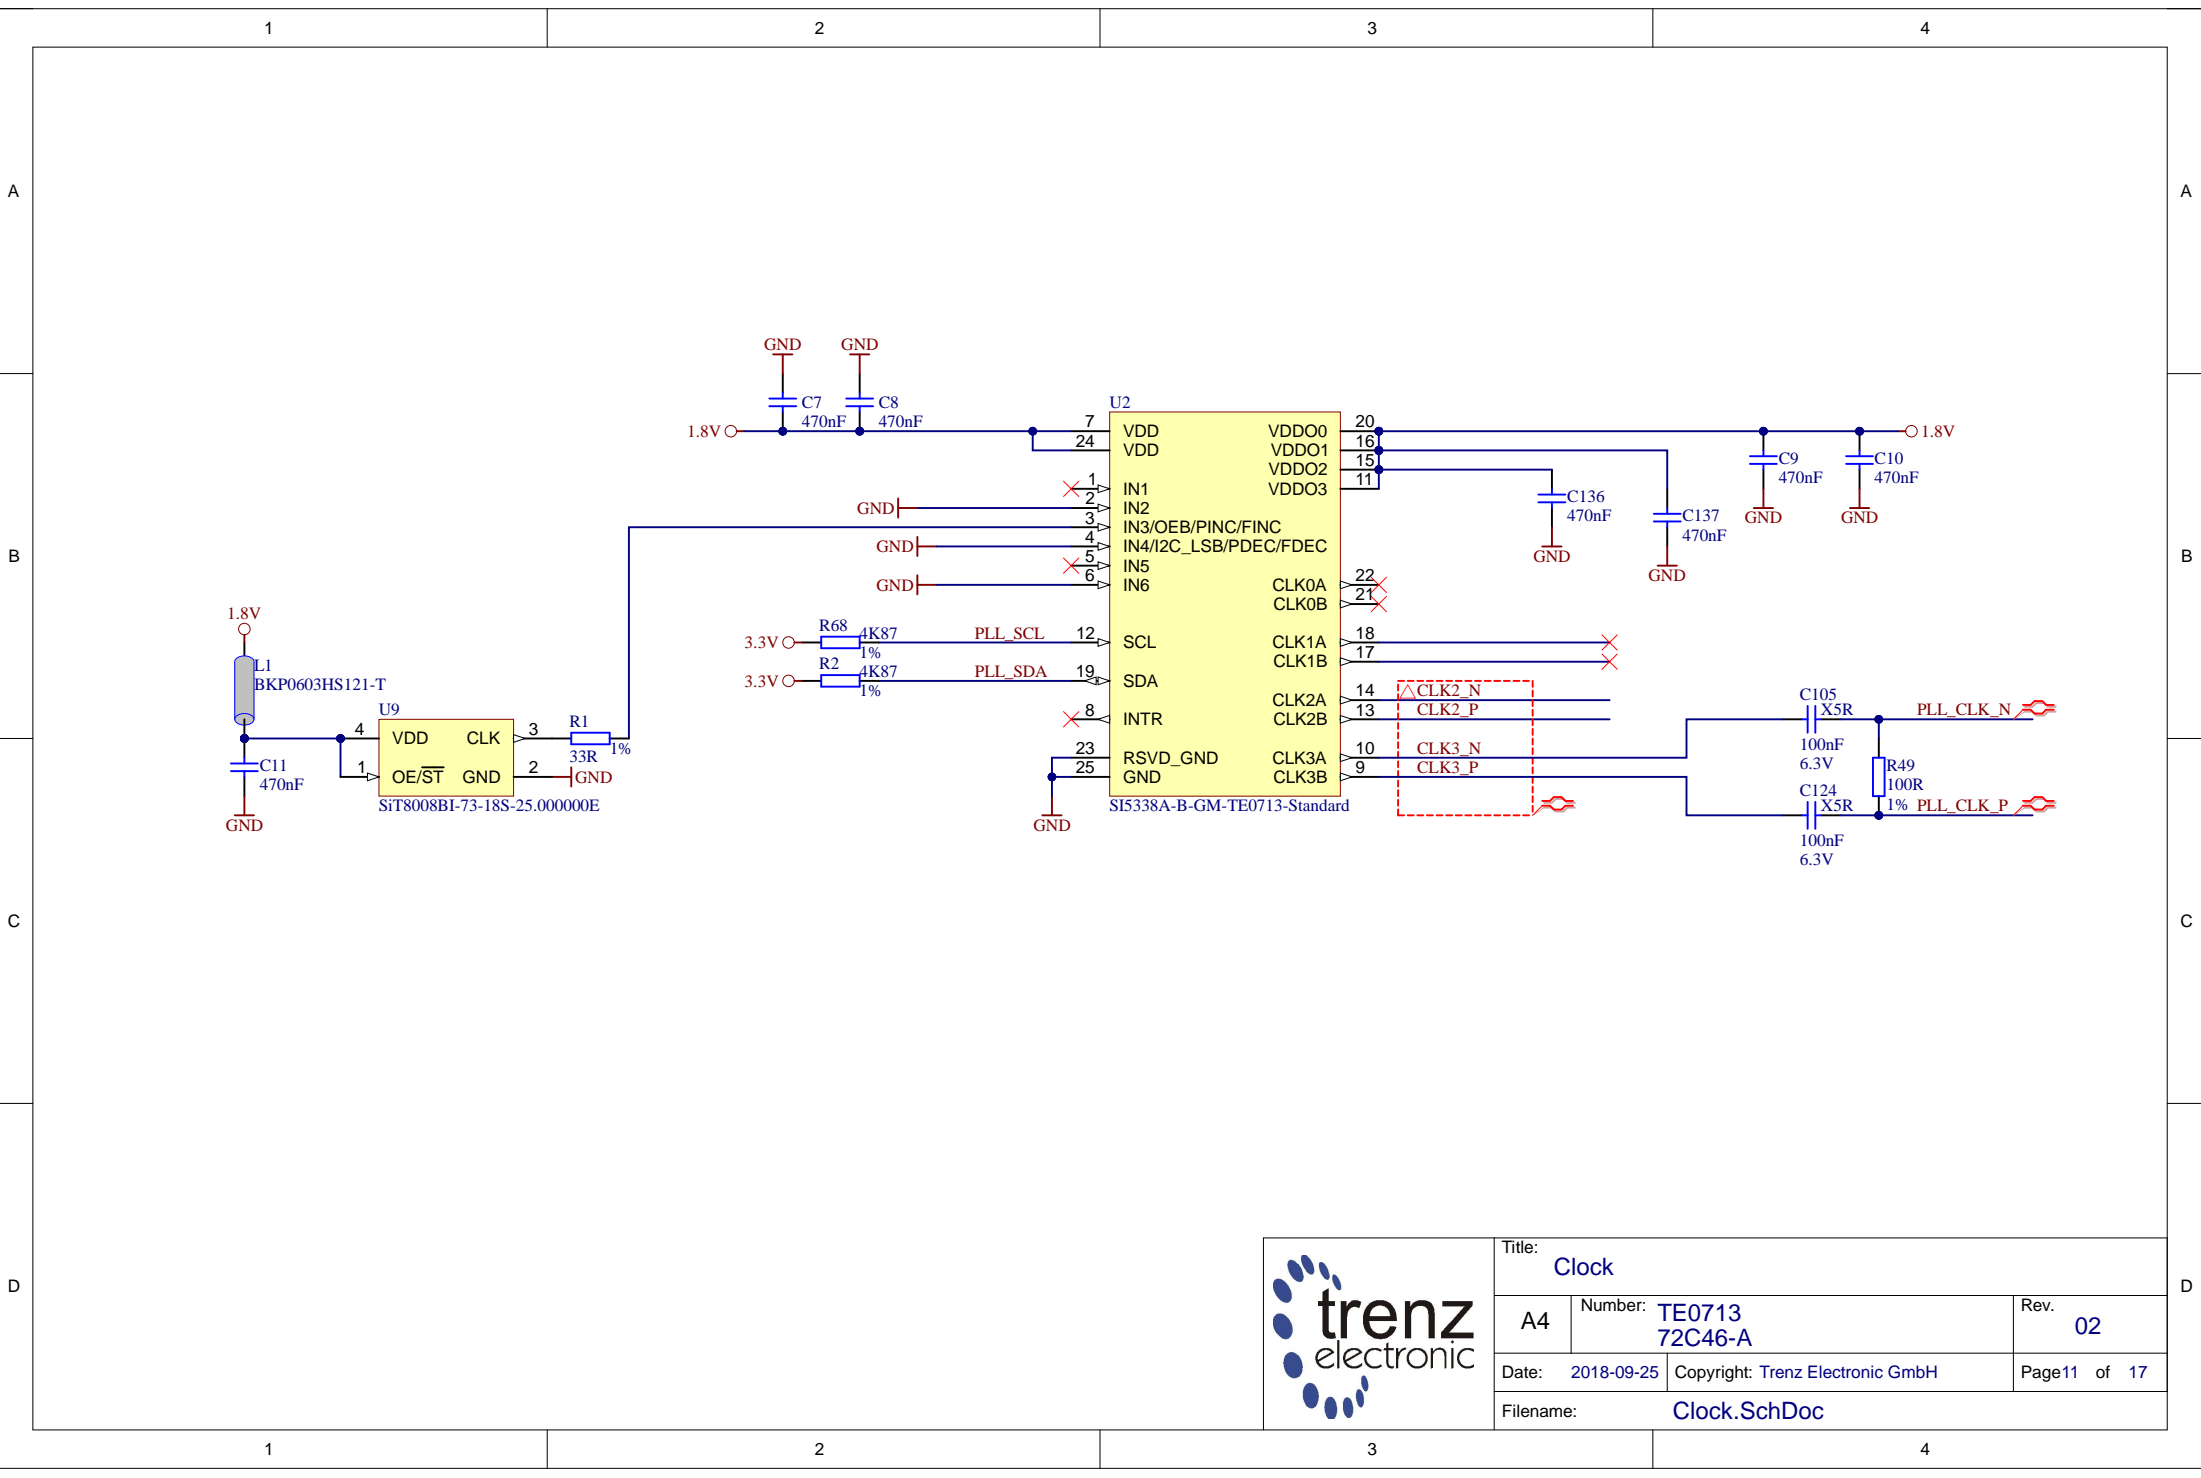 1 2 3 4
A A
GND GND
C7 470nF
C8 470nF
1.8V
U2
7 VDD
24 VDD
1 IN1
GND 2 IN2
3 IN3/OEB/PINC/FINC
GND 4 IN4/I2C_LSB/PDEC/FDEC
5 IN5
GND 6 IN6
3.3V R68 4K87 1% PLL_SCL 12 SCL
3.3V R2 4K87 1% PLL_SDA 19 SDA
8 INTR
23 RSVD_GND
25 GND
GND
VDDO0 20
VDDO1 16
VDDO2 15
VDDO3 11
CLK0A 22
CLK0B 21
CLK1A 18
CLK1B 17
CLK2A 14 CLK2_N
CLK2B 13 CLK2_P
CLK3A 10 CLK3_N
CLK3B 9 CLK3_P
SI5338A-B-GM-TE0713-Standard
1.8V
C9 470nF
GND
C10 470nF
GND
C136 470nF
GND
C137 470nF
GND
B B
1.8V
L1
BKP0603HS121-T
C11 470nF
GND
U9
4 VDD CLK 3
1 OE/ST GND 2 GND
SiT8008BI-73-18S-25.000000E
R1
33R 1%
C105
X5R
100nF
6.3V
PLL_CLK_N
R49
100R
1%
C124
X5R
100nF
6.3V
PLL_CLK_P
C C
D D
trenz
electronic
Title:
Clock
A4 Number: TE0713
72C46-A
Rev.
02
Date: 2018-09-25 Copyright: Trenz Electronic GmbH Page11 of 17
Filename: Clock.SchDoc
1 2 3 4